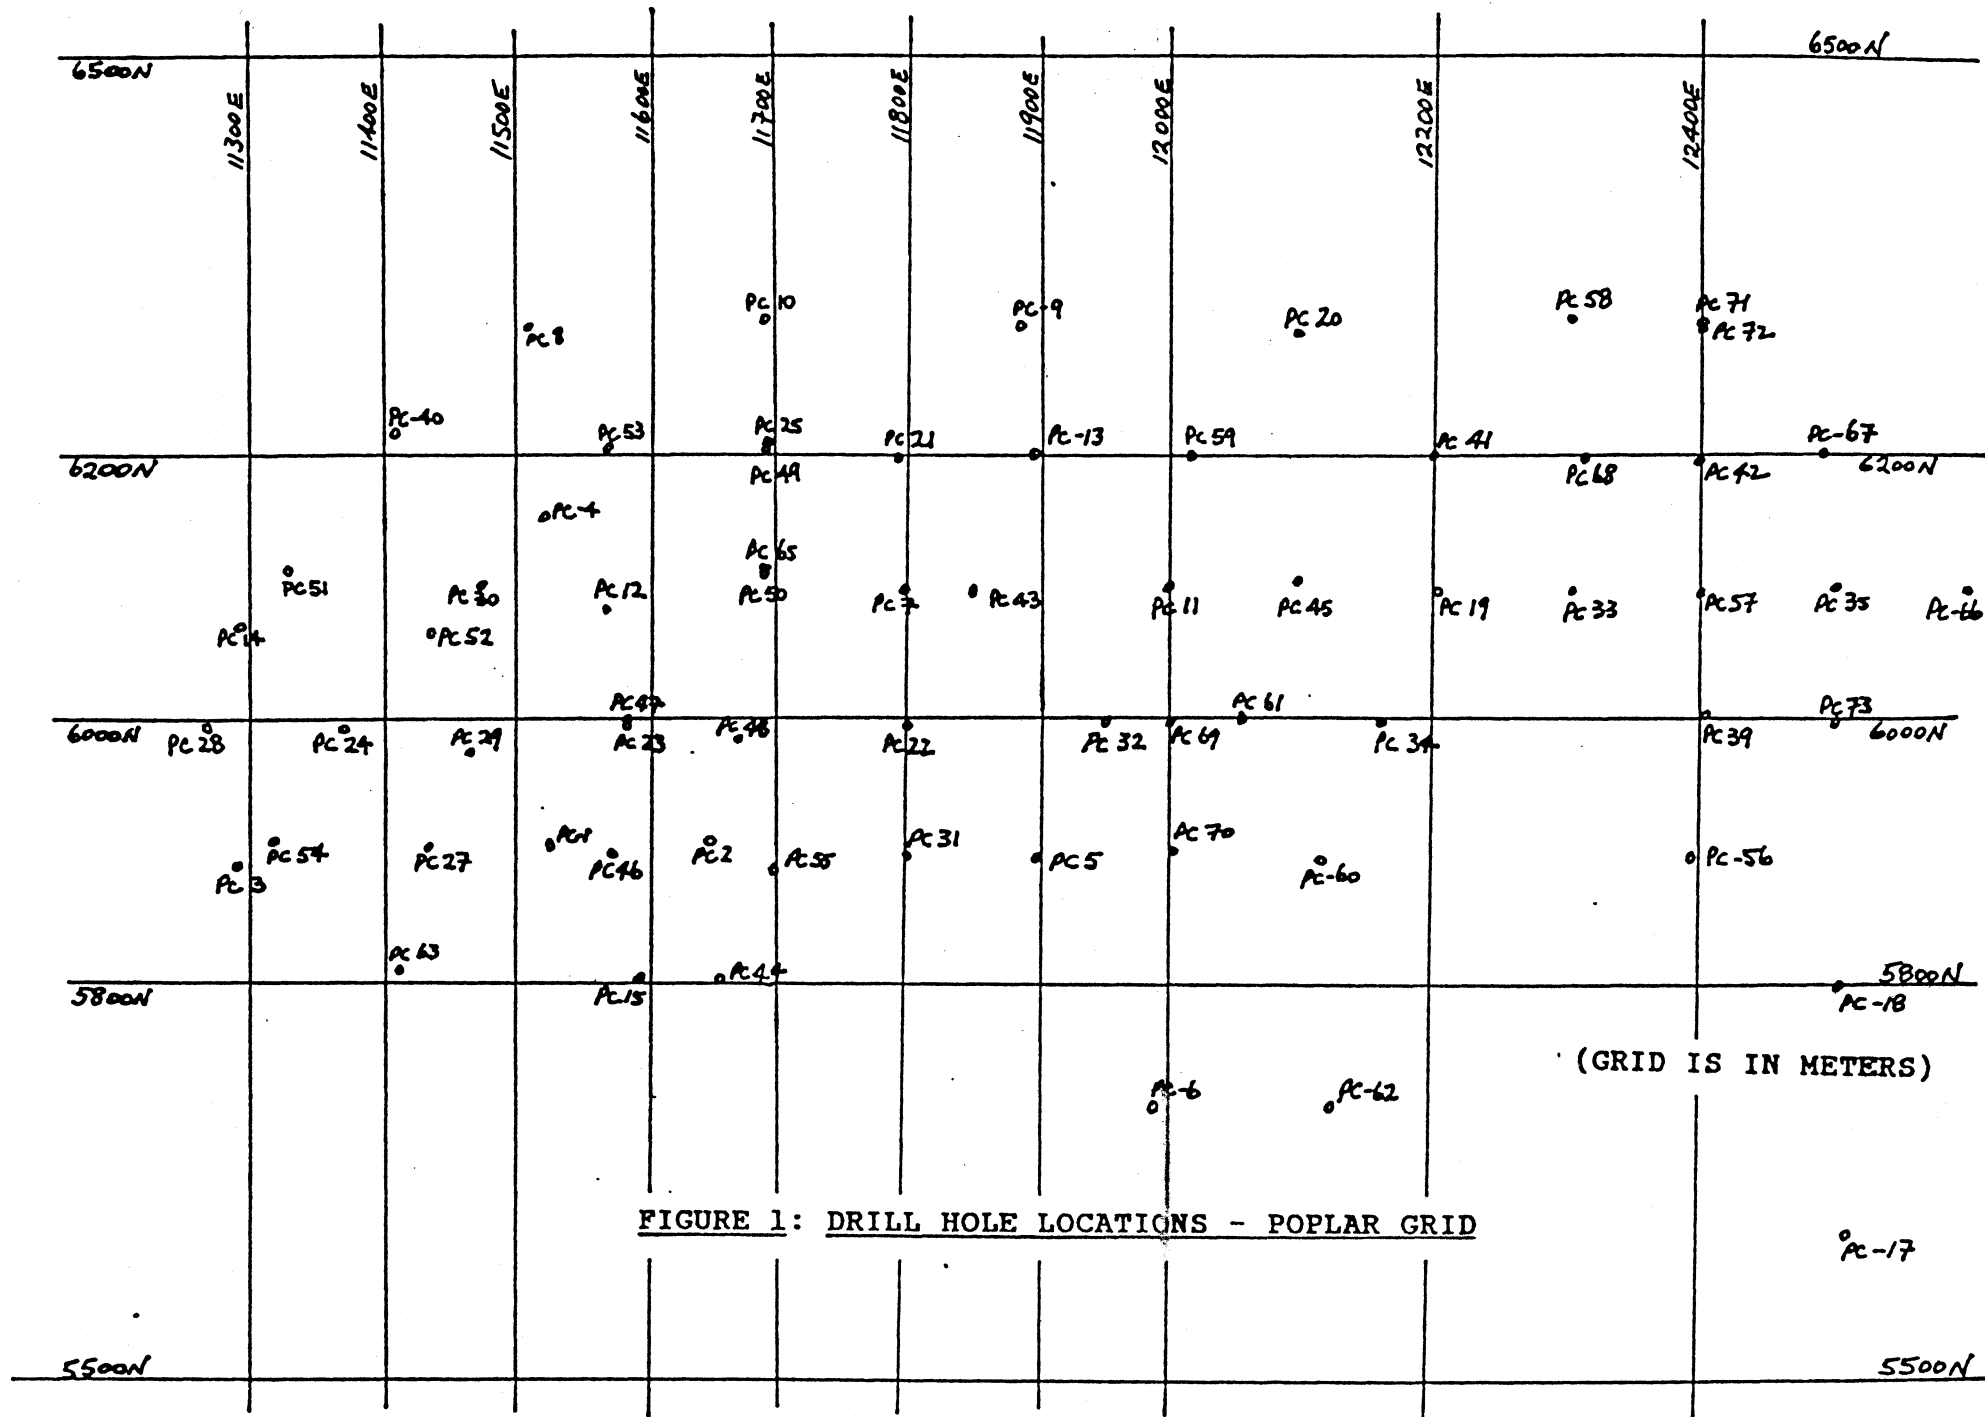 6500N
6500N
11300E
11400E
11500E
11600E
11700E
11800E
11900E
12000E
12200E
12400E
PC 10
PC-9
PC 58
PC 71
PC 20
PC 72
PC 8
PC-40
PC 53
PC 25
PC 21
PC-13
PC 59
PC 41
PC-67
6200N
PC 49
PC 68
PC 42
6200N
PC-4
PC 65
PC 51
PC 30
PC 12
PC 50
PC 7
PC 43
PC 11
PC 45
PC 19
PC 33
PC 57
PC 35
PC 14
PC 52
PC 47
PC 61
PC 73
6000N
PC 28
PC 24
PC 29
PC 23
PC 48
PC 22
PC 32
PC 69
PC 34
PC 39
6000N
PC 54
PC 3
PC 27
PC 46
PC 2
PC 55
PC 31
PC 5
PC 70
PC-60
PC-56
PC 63
5800N
PC 15
PC 44
5800N
PC-18
(GRID IS IN METERS)
PC-6
PC-62
FIGURE 1: DRILL HOLE LOCATIONS - POPLAR GRID
PC-17
5500N
5500N